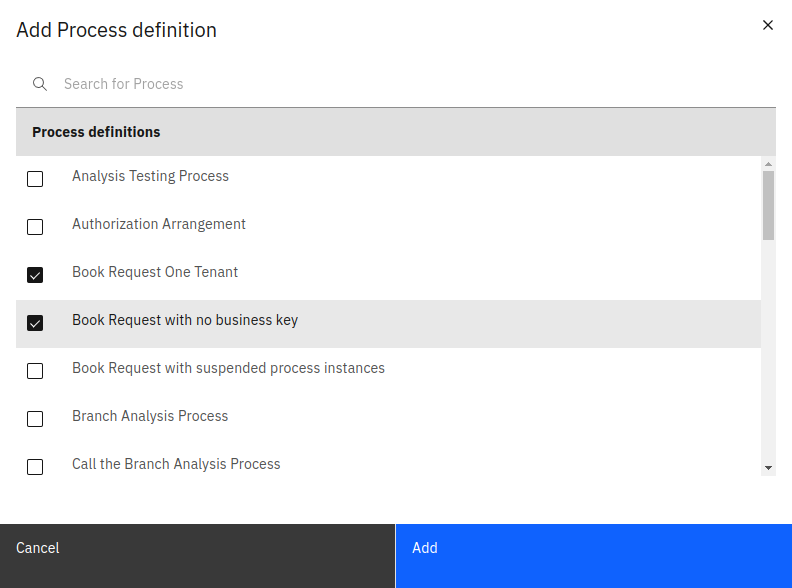 Add Process definition
Search for Process
Process definitions
Analysis Testing Process
Authorization Arrangement
Book Request One Tenant
Book Request with no business key
Book Request with suspended process instances
Branch Analysis Process
Call the Branch Analysis Process
Cancel
Add